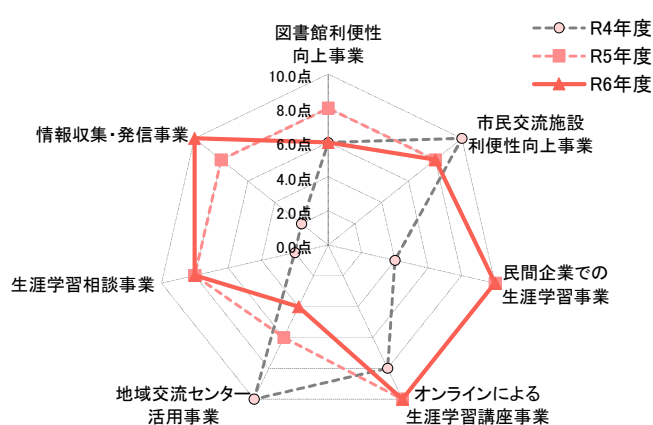 図書館利便性
向上事業
R4年度
R5年度
R6年度
10.0点
8.0点
6.0点
4.0点
2.0点
0.0点
市民交流施設
利便性向上事業
情報収集・発信事業
民間企業での
生涯学習事業
生涯学習相談事業
オンラインによる
生涯学習講座事業
地域交流センター
活用事業